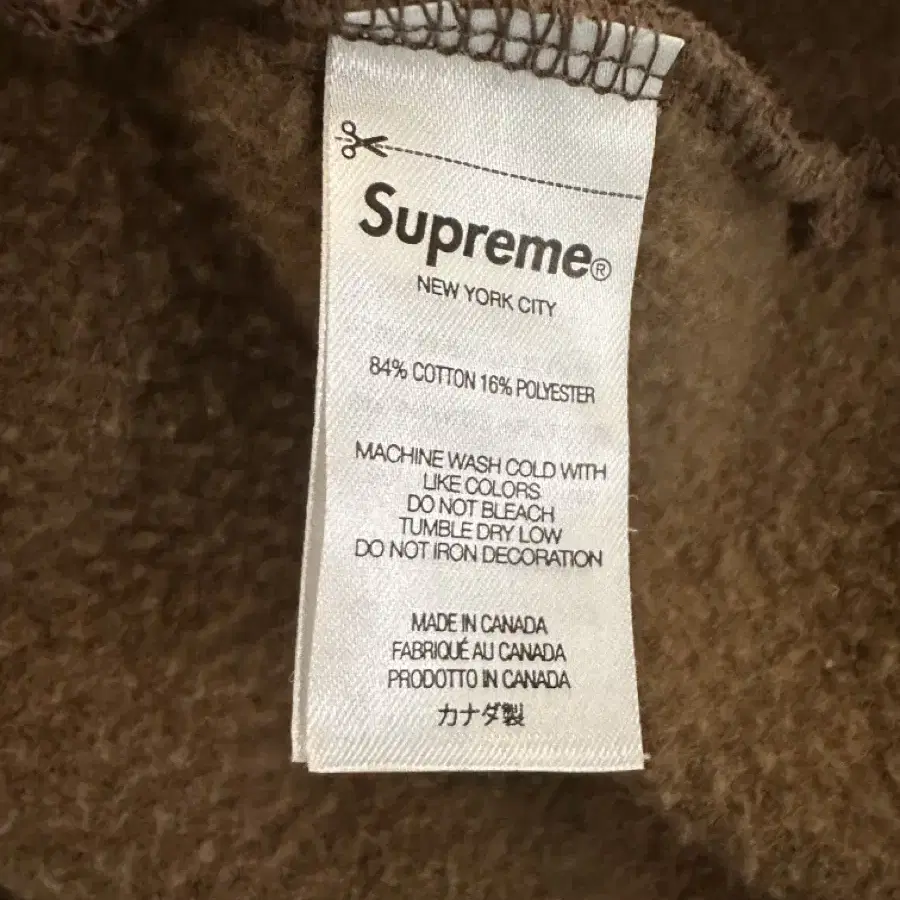 Supreme®
NEW YORK CITY
84% COTTON 16% POLYESTER
MACHINE WASH COLD WITH
LIKE COLORS
DO NOT BLEACH
TUMBLE DRY LOW
DO NOT IRON DECORATION
MADE IN CANADA
FABRIQUÉ AU CANADA
PRODOTTO IN CANADA
カナダ製